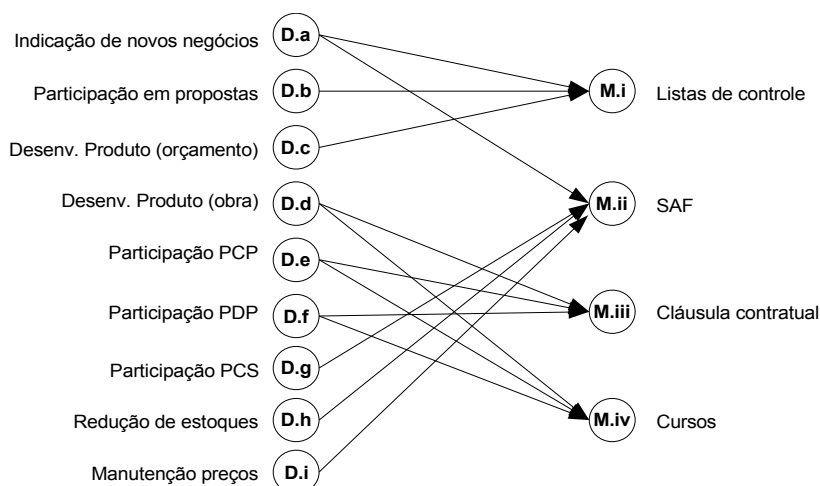 Indicação de novos negócios D.a
Participação em propostas D.b M.i Listas de controle
Desenv. Produto (orçamento) D.c
Desenv. Produto (obra) D.d M.ii SAF
Participação PCP D.e
Participação PDP D.f M.iii Cláusula contratual
Participação PCS D.g
Redução de estoques D.h M.iv Cursos
Manutenção preços D.i